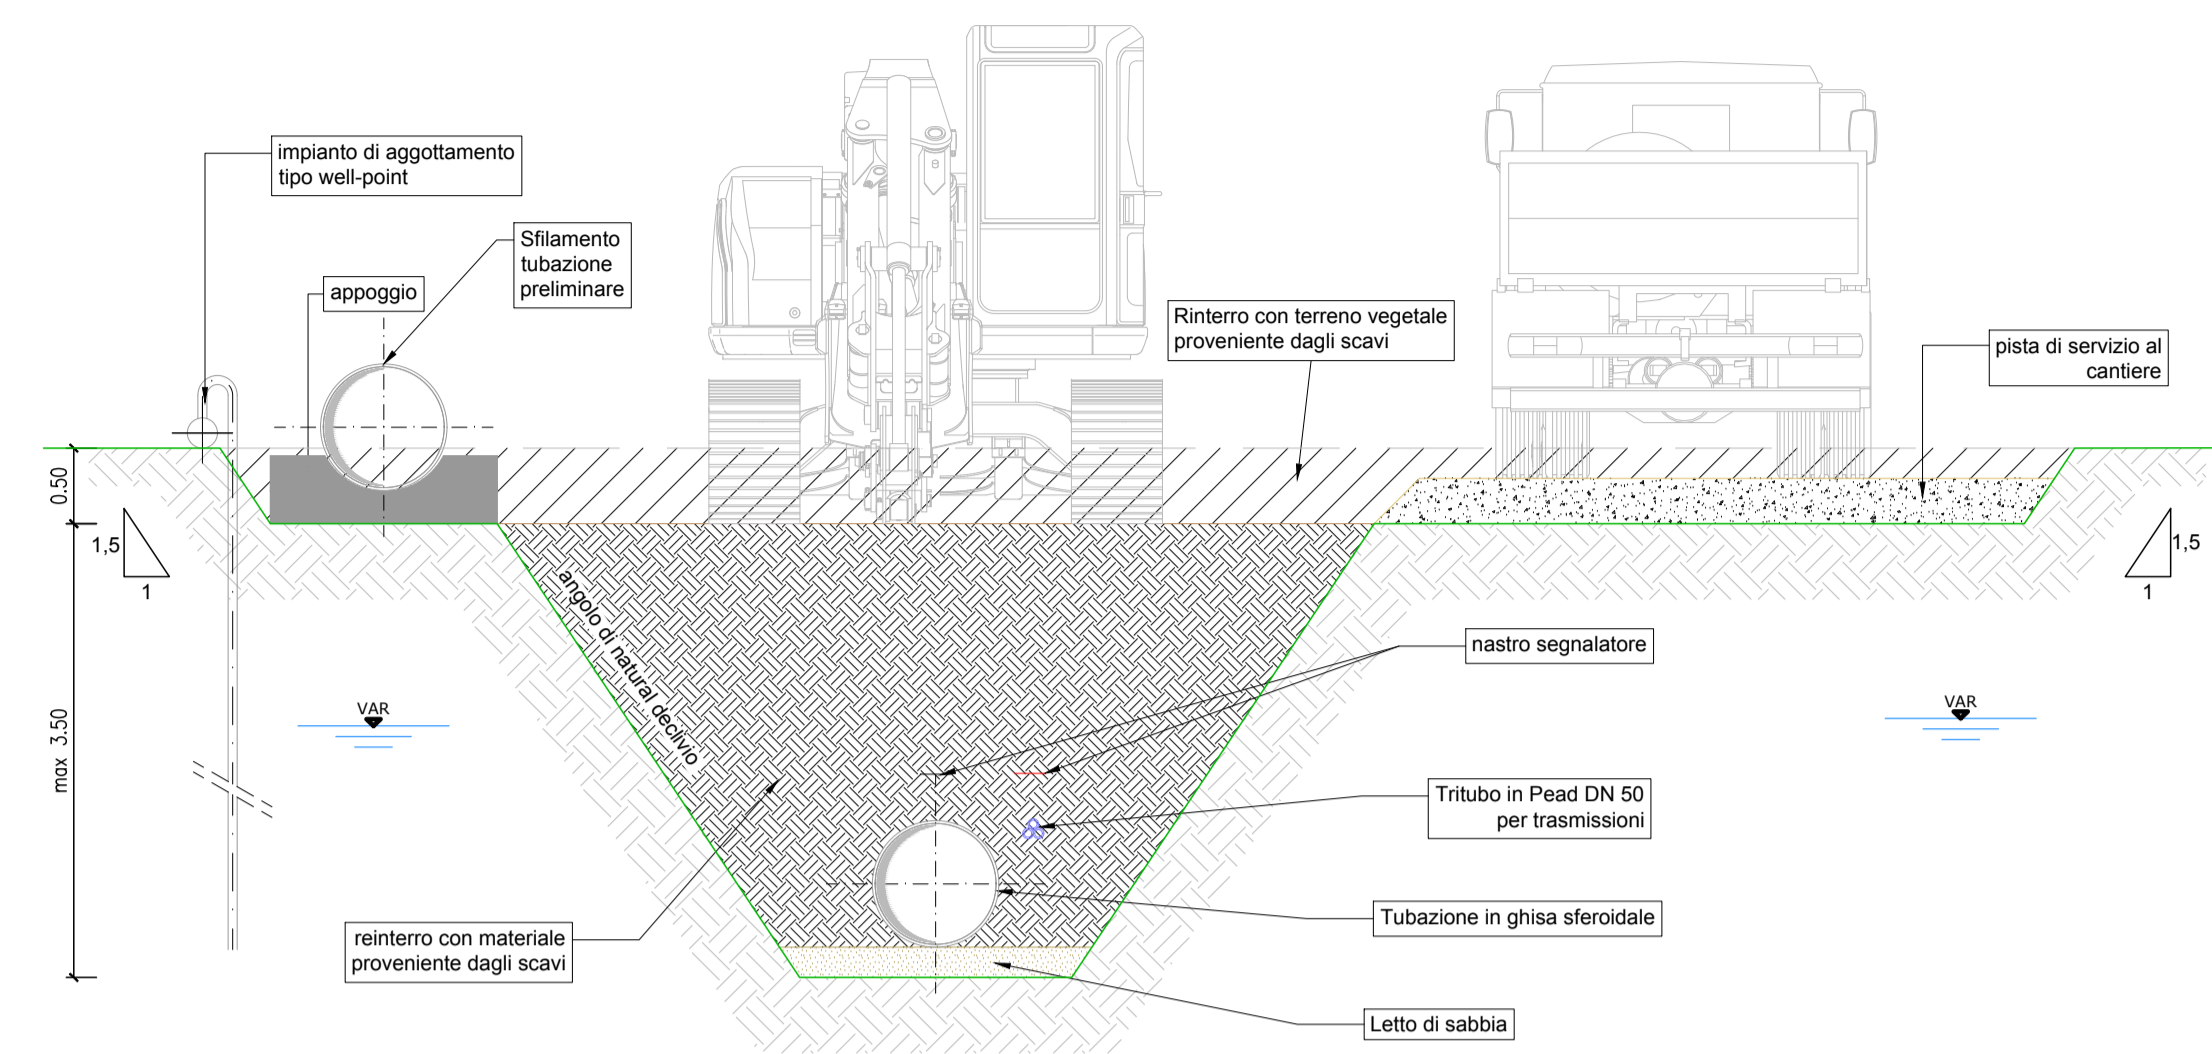 impianto di aggottamento
tipo well-point
Sfilamento
tubazione
preliminare
appoggio
Rinterro con terreno vegetale
proveniente dagli scavi
pista di servizio al
cantiere
0.50
1,5
1
1,5
1
angolo di natural declivio
nastro segnalatore
VAR
VAR
max 3.50
Tritubo in Pead DN 50
per trasmissioni
Tubazione in ghisa sferoidale
reinterro con materiale
proveniente dagli scavi
Letto di sabbia